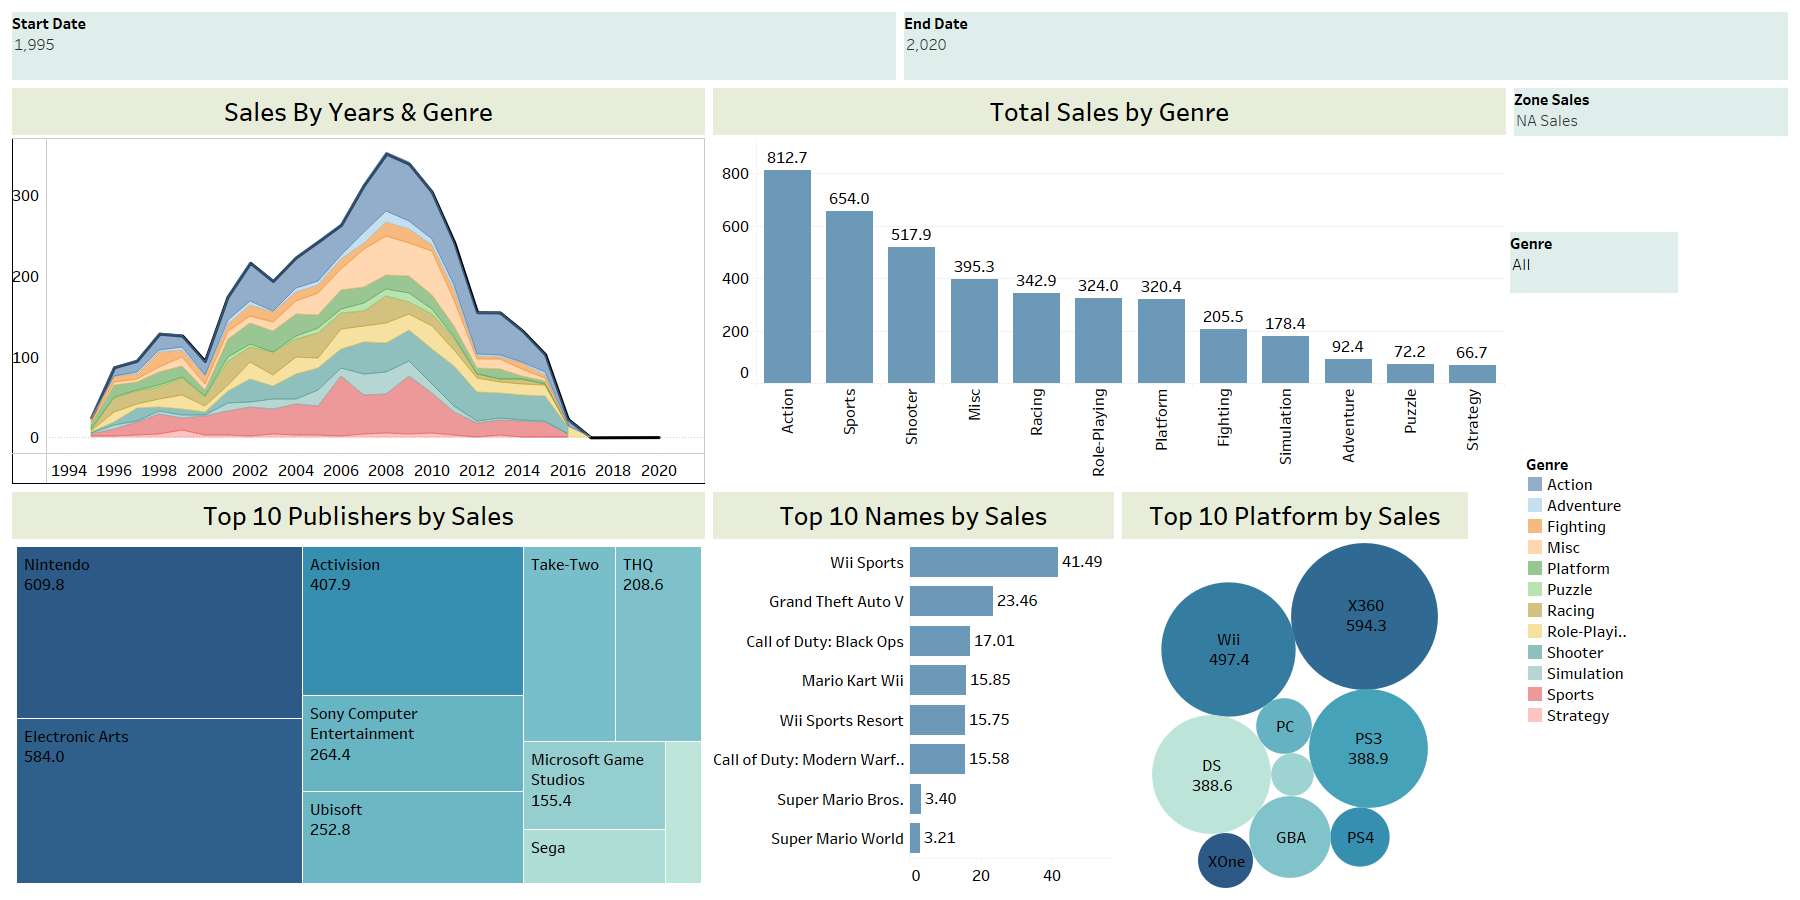 Start Date
1,995
End Date
2,020
Sales By Years & Genre
Total Sales by Genre
Zone Sales
NA Sales
Genre
All
300
200
100
0
1994 1996 1998 2000 2002 2004 2006 2008 2010 2012 2014 2016 2018 2020
800
600
400
200
0
812.7
654.0
517.9
395.3
342.9
324.0
320.4
205.5
178.4
92.4
72.2
66.7
Action
Sports
Shooter
Misc
Racing
Role-Playing
Platform
Fighting
Simulation
Adventure
Puzzle
Strategy
Genre
Action
Adventure
Fighting
Misc
Platform
Puzzle
Racing
Role-Playi..
Shooter
Simulation
Sports
Strategy
Top 10 Publishers by Sales
Nintendo
609.8
Electronic Arts
584.0
Activision
407.9
Sony Computer
Entertainment
264.4
Ubisoft
252.8
Take-Two
THQ
208.6
Microsoft Game
Studios
155.4
Sega
Top 10 Names by Sales
Wii Sports 41.49
Grand Theft Auto V 23.46
Call of Duty: Black Ops 17.01
Mario Kart Wii 15.85
Wii Sports Resort 15.75
Call of Duty: Modern Warf.. 15.58
Super Mario Bros. 3.40
Super Mario World 3.21
0 20 40
Top 10 Platform by Sales
X360
594.3
Wii
497.4
PC
PS3
388.9
DS
388.6
GBA
PS4
XOne